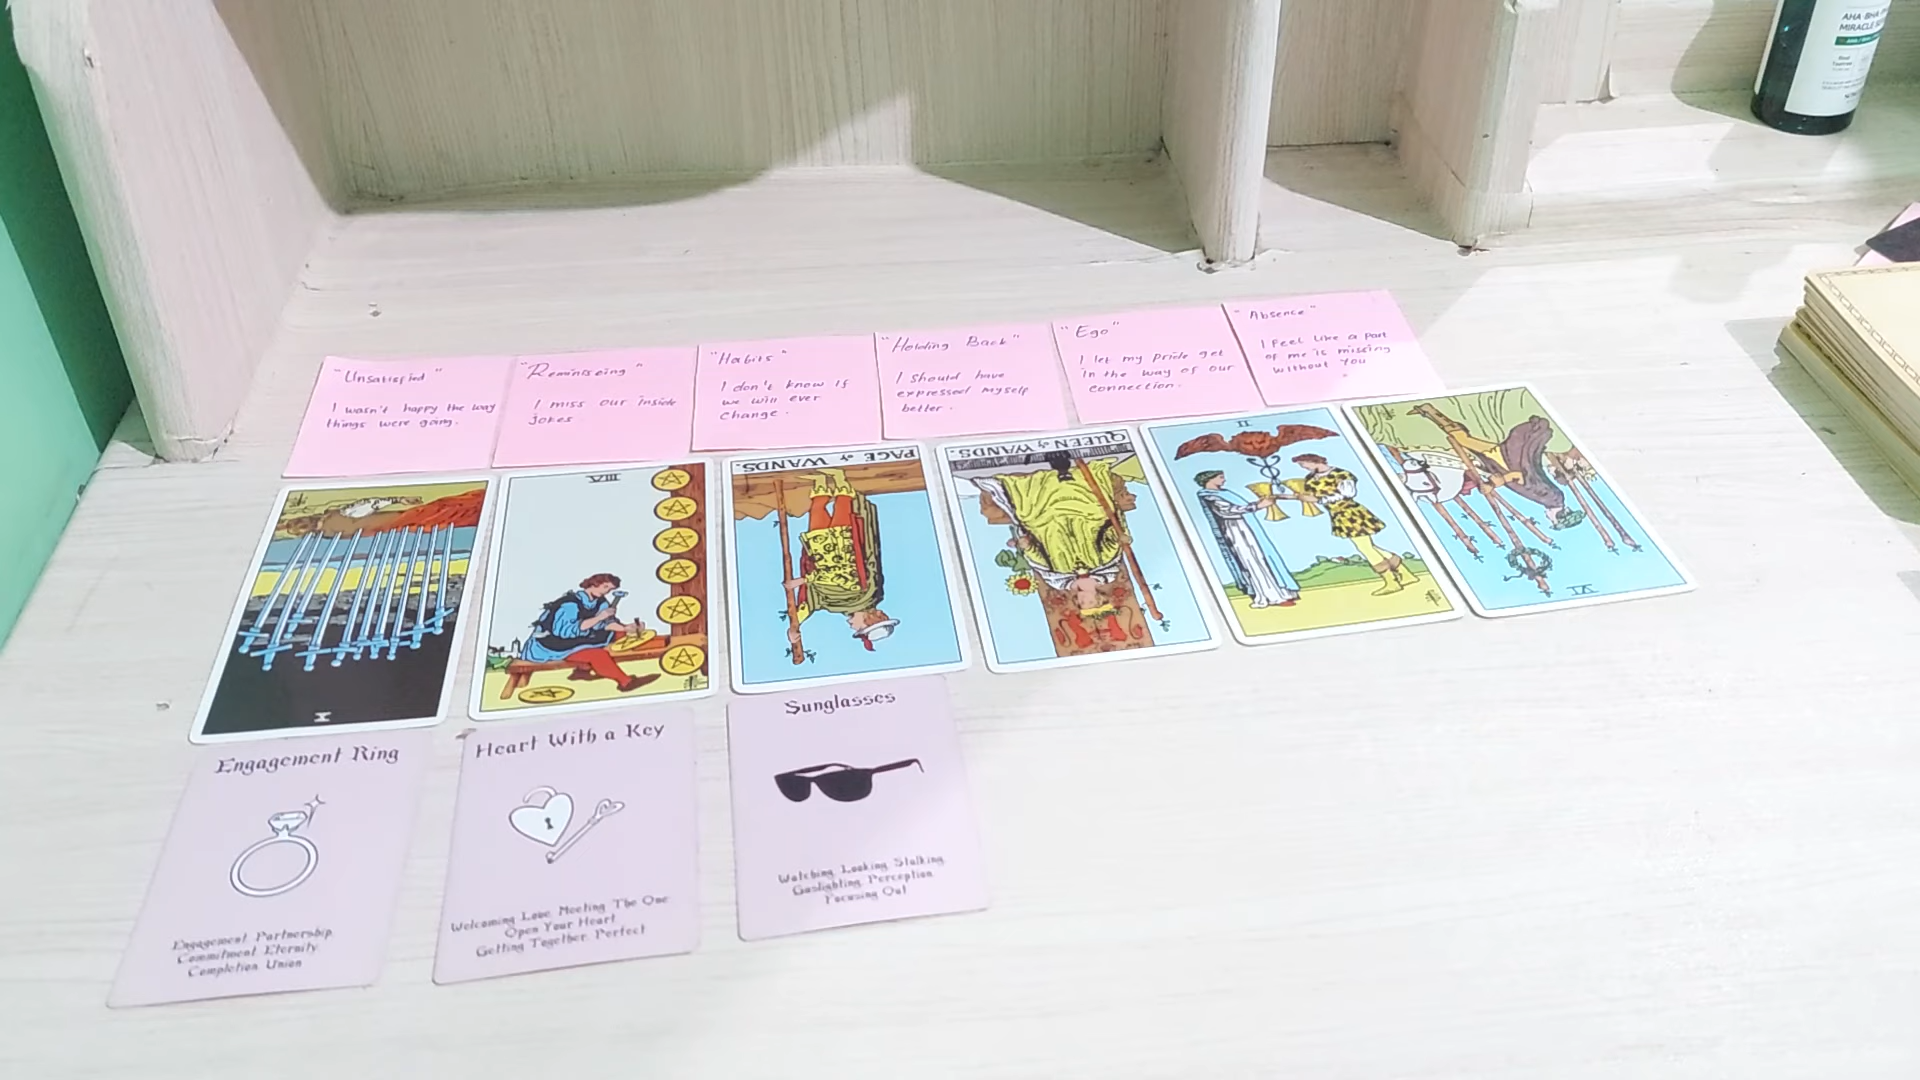 AHA BHA
MIRACLE
"Unsatisfied"
I wasn't happy the way
things were going.
"Reminiscing"
I miss our inside
jokes
"Habits"
I don't know if
we will ever
change.
"Holding Back"
I should have
expressed myself
better.
"Ego"
I let my pride get
in the way of our
connection.
"Absence"
I feel like a part
of me is missing
without you
X
VIII
PAGE of WANDS.
QUEEN of WANDS.
II
VI
Engagement Ring
Engagement Partnership
Commitment Eternity
Completion Union
Heart With a Key
Welcoming Love Meeting The One
Open Your Heart
Getting Together Perfect
Sunglasses
Watching Looking Stalking
Gaslighting Perception
Focusing Out